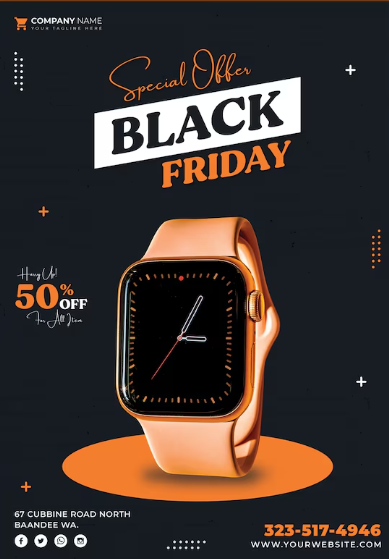 COMPANY NAME
YOUR TAGLINE HERE
Special Offer
BLACK
FRIDAY
Hurry Up!
50% OFF
For All Item
67 CUBBINE ROAD NORTH
BAANDEE WA.
323-517-4946
WWW.YOURWEBSITE.COM